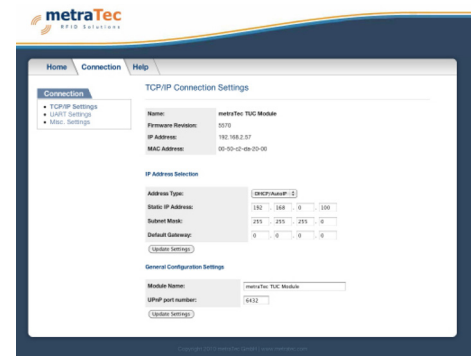 metraTec
RFID Solutions
Home Connection Help
Connection
TCP/IP Settings
UART Settings
Misc. Settings
TCP/IP Connection Settings
Name: metraTec TUC Module
Firmware Revision: 5570
IP Address: 192.168.2.57
MAC Address: 00-50-c2-da-20-00
IP Address Selection
Address Type: DHCP/AutoIP
Static IP Address: 192 . 168 . 0 . 100
Subnet Mask: 255 . 255 . 255 . 0
Default Gateway: 0 . 0 . 0 . 0
Update Settings
General Configuration Settings
Module Name: metraTec TUC Module
UPnP port number: 6432
Update Settings